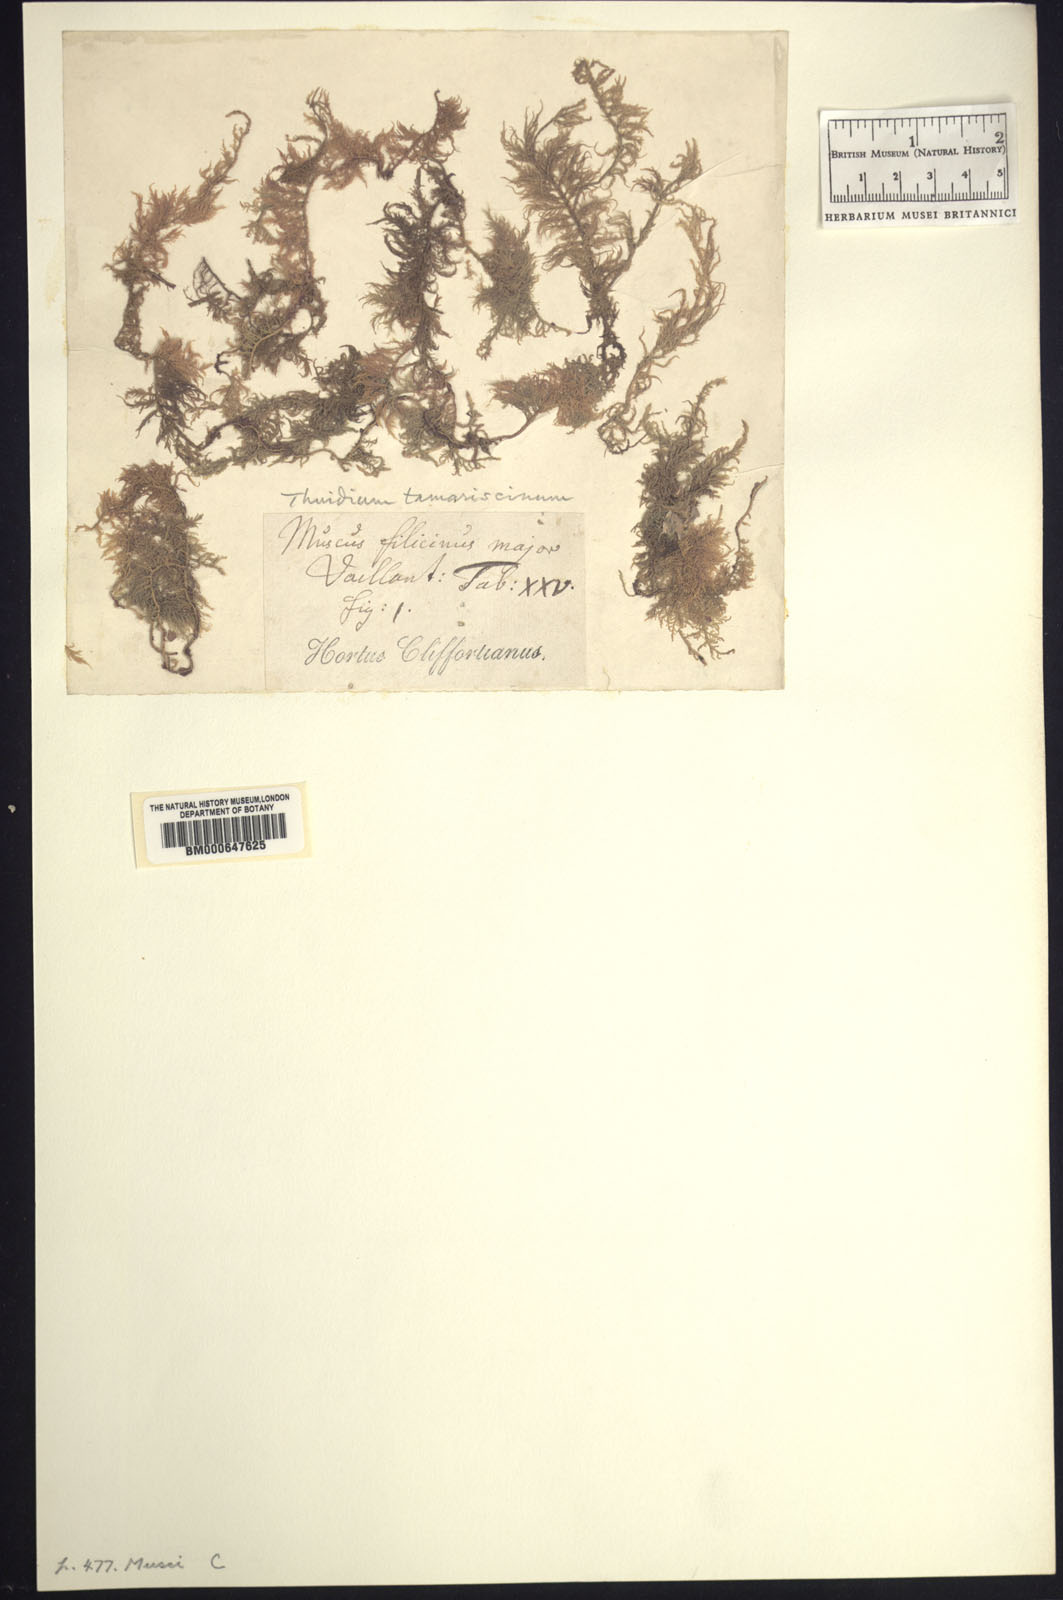 1 2
BRITISH MUSEUM (NATURAL HISTORY)
1 2 3 4 5
HERBARIUM MUSEI BRITANNICI
Thuidium tamariscinum
Muscus filicinus major
Vaillant: Tab: XXV.
fig: 1.
Hortus Cliffortianus.
THE NATURAL HISTORY MUSEUM, LONDON
DEPARTMENT OF BOTANY
BM000647625
p. 477. Musci C